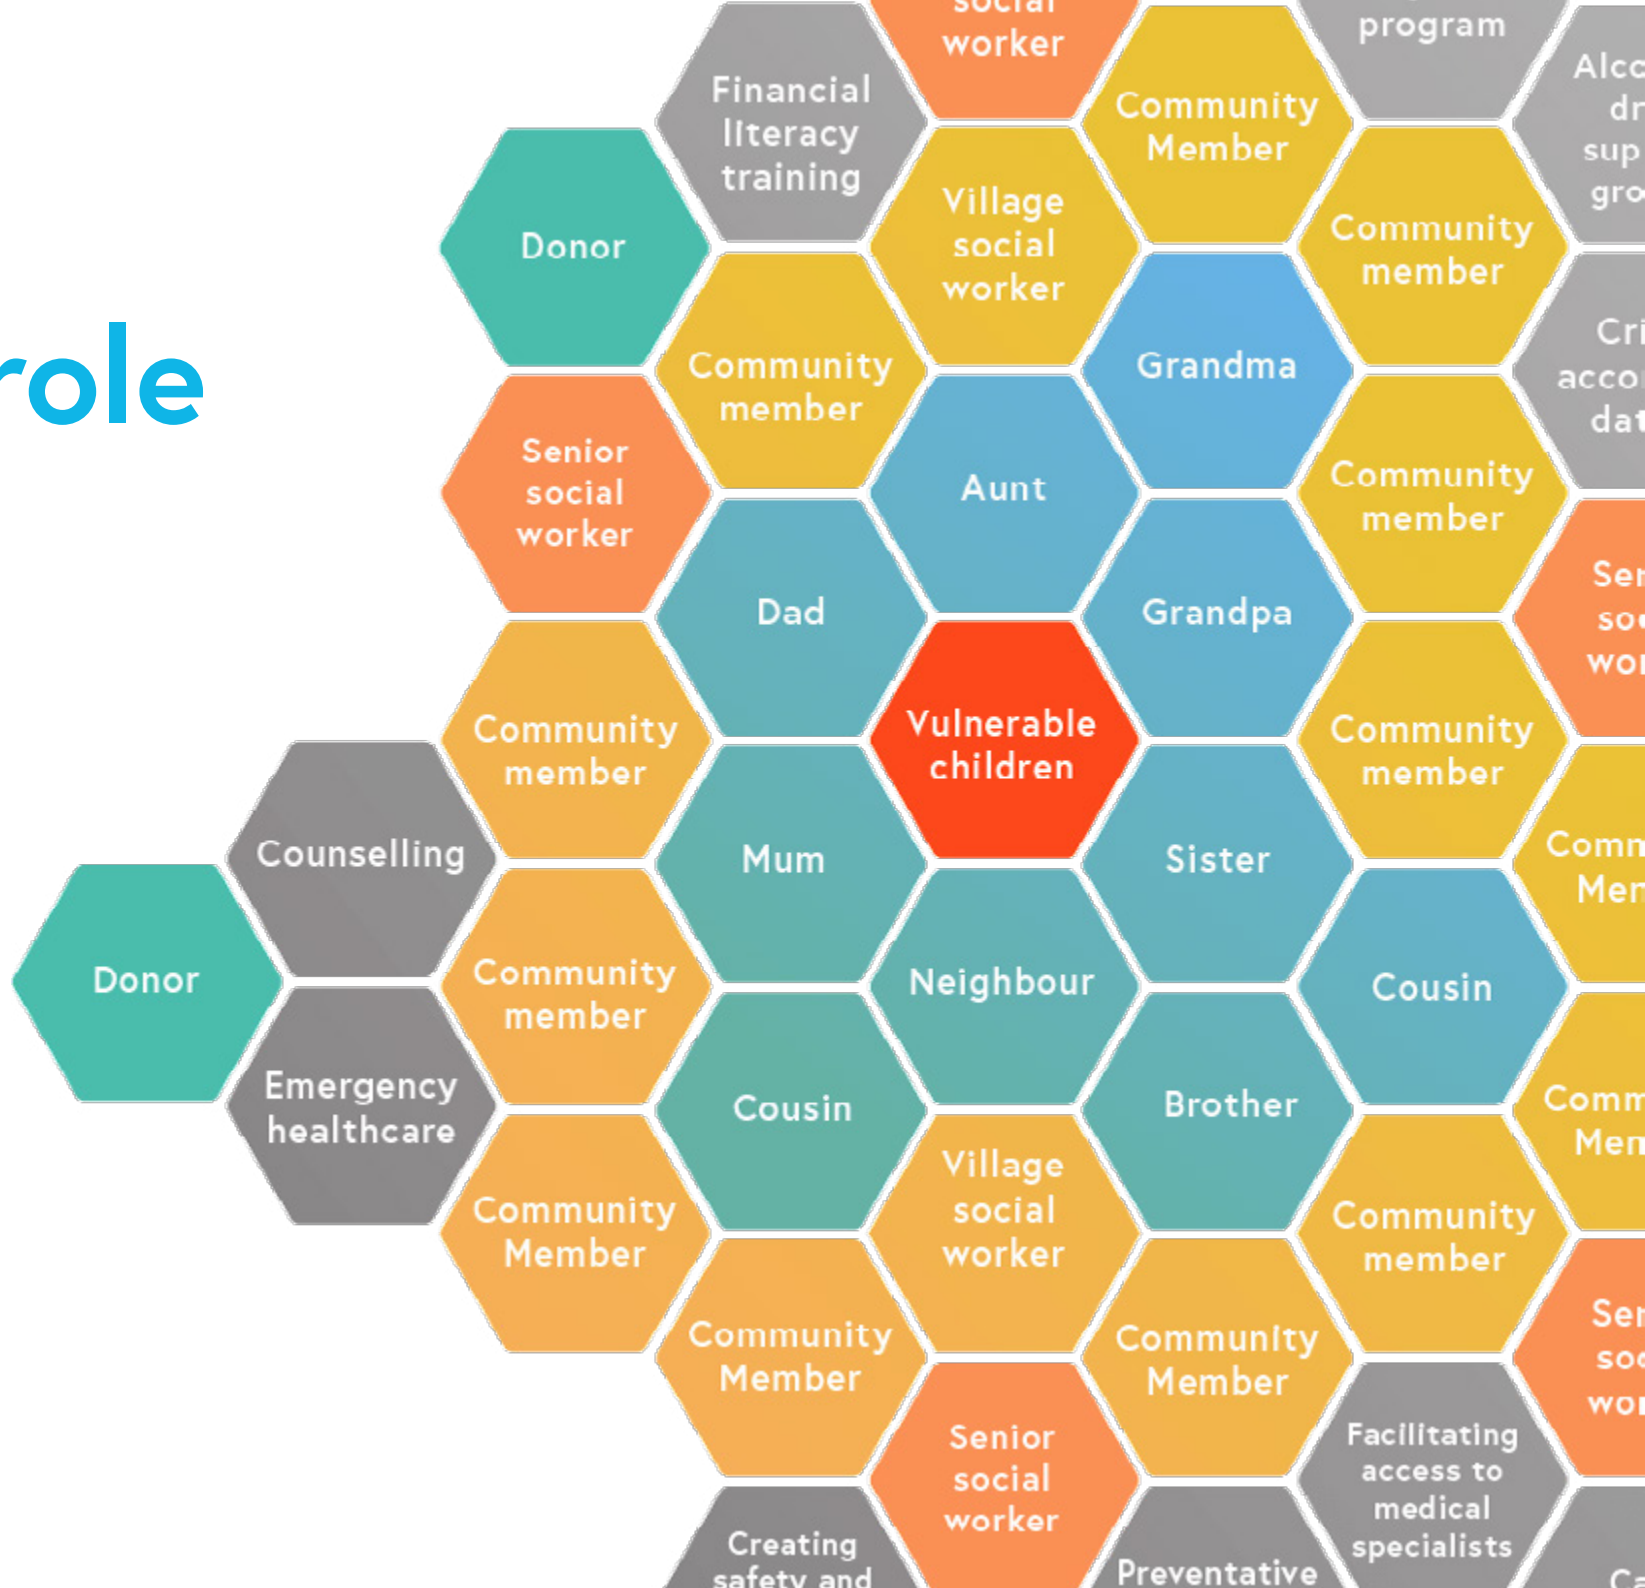 role
social
worker
program
Financial
literacy
training
Community
Member
Donor
Village
social
worker
Community
member
Community
member
Grandma
Senior
social
worker
Aunt
Community
member
Dad
Grandpa
Vulnerable
children
Community
member
Community
member
Counselling
Mum
Sister
Donor
Community
member
Neighbour
Cousin
Emergency
healthcare
Cousin
Brother
Village
social
worker
Community
Member
Community
member
Community
Member
Community
Member
Senior
social
worker
Facilitating
access to
medical
specialists
Creating
safety and
Preventative